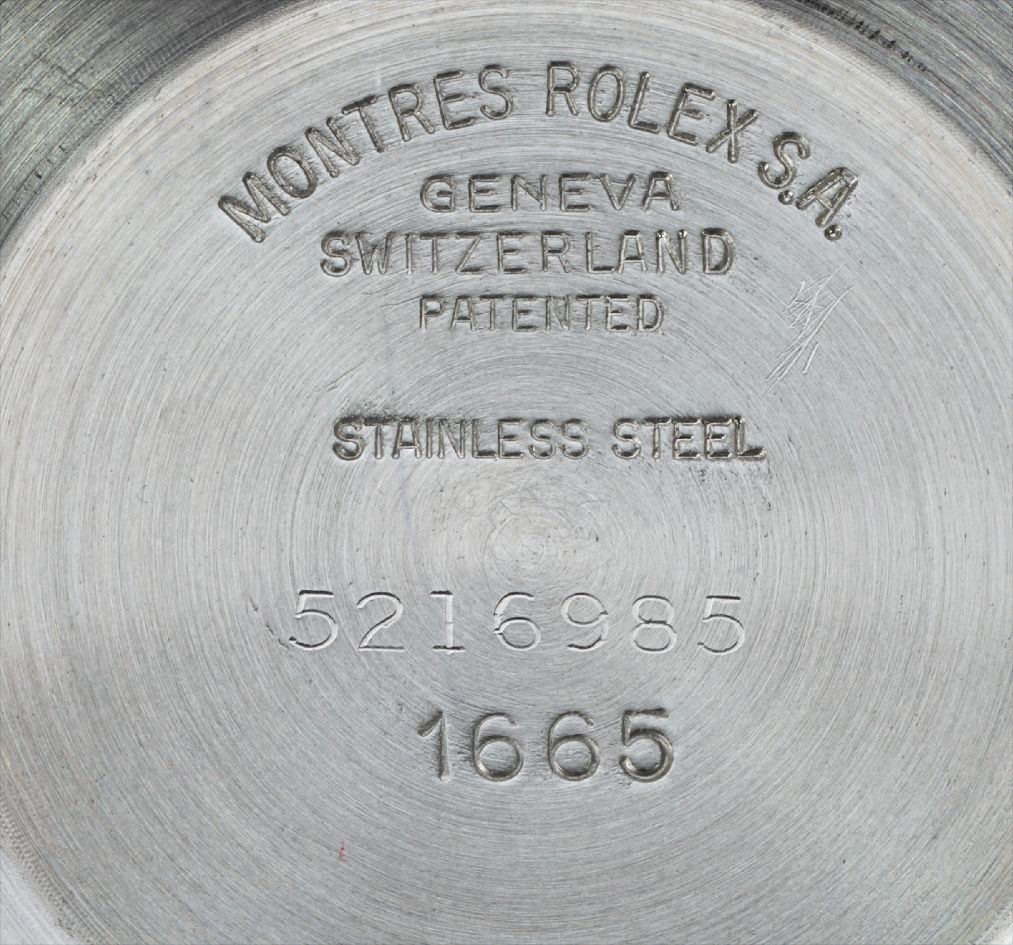 MONTRES ROLEX S.A.
GENEVA
SWITZERLAND
PATENTED
STAINLESS STEEL
5216985
1665